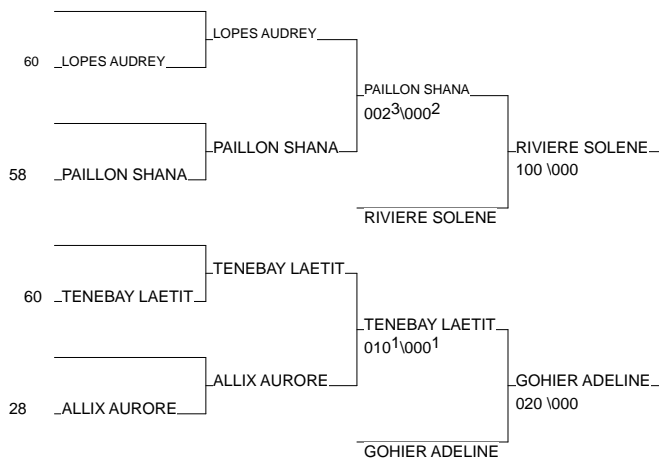 LOPES AUDREY
60 LOPES AUDREY
PAILLON SHANA
002³\000²
PAILLON SHANA
RIVIERE SOLENE
100 \000
58 PAILLON SHANA
RIVIERE SOLENE
TENEBAY LAETIT
60 TENEBAY LAETIT
TENEBAY LAETIT
010¹\000¹
ALLIX AURORE
GOHIER ADELINE
020 \000
28 ALLIX AURORE
GOHIER ADELINE